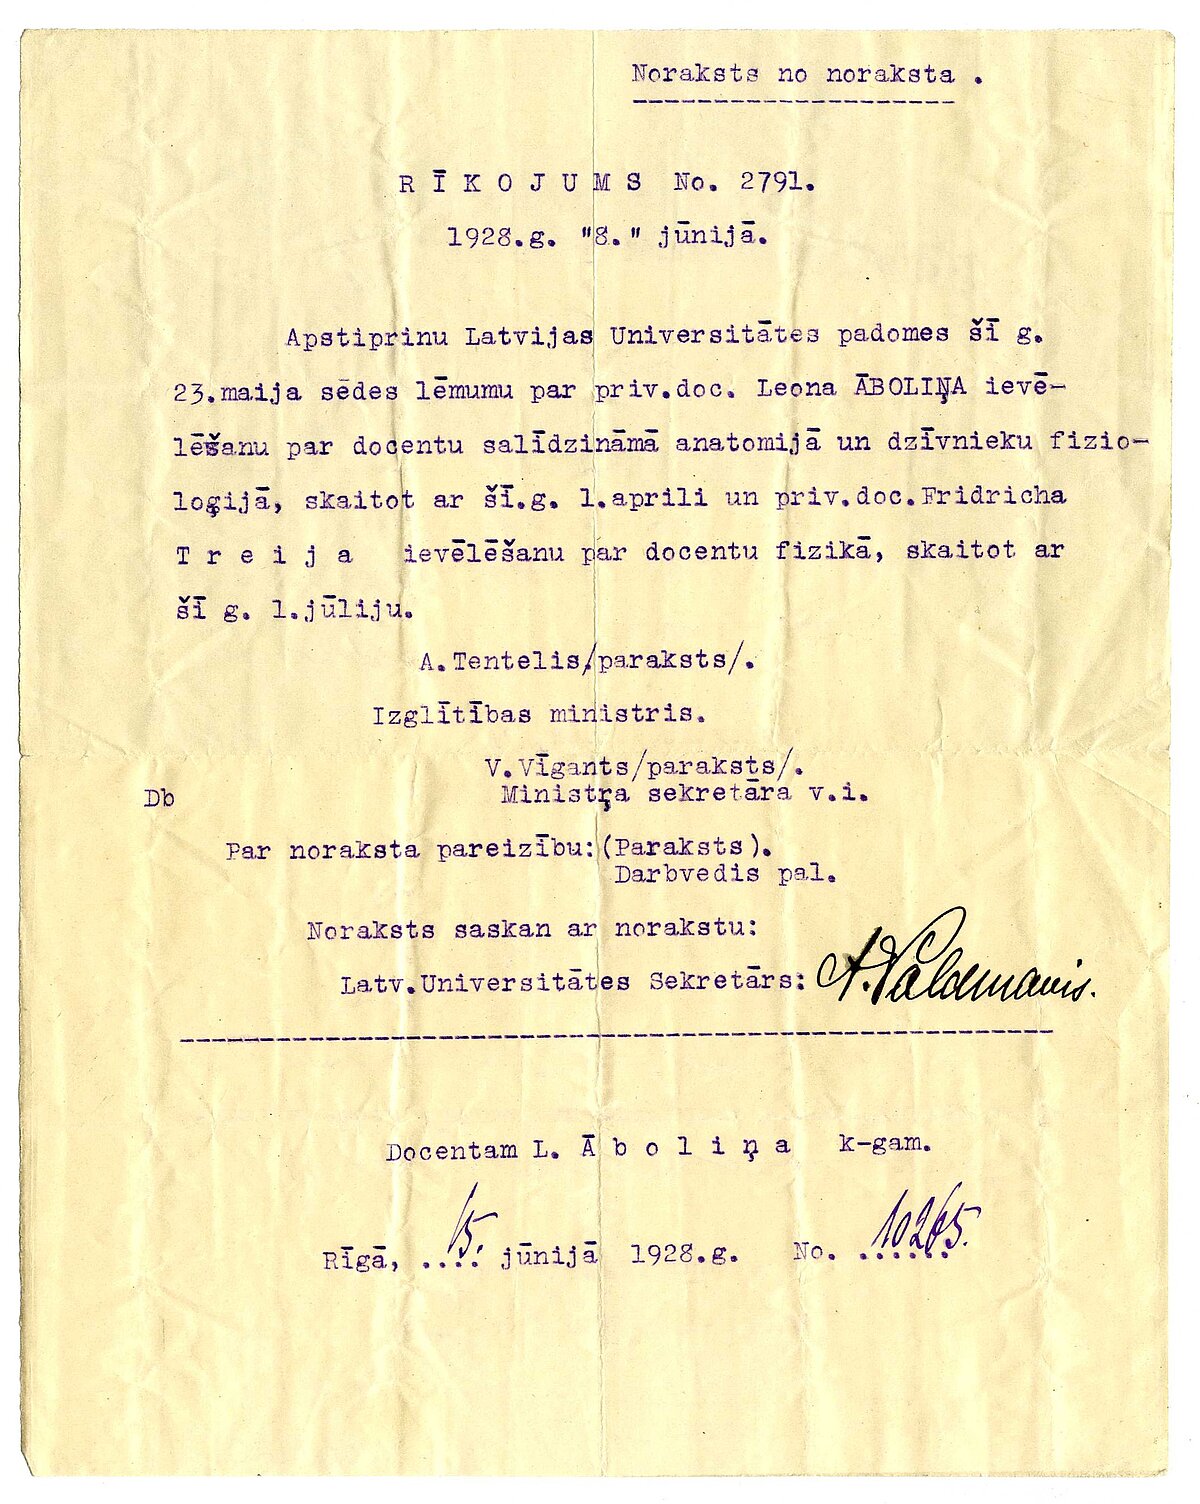 Noraksts no noraksta .
RĪKOJUMS No. 2791.
1928.g. "8." jūnijā.
Apstiprinu Latvijas Universitātes padomes šī g.
23.maija sēdes lēmumu par priv.doc. Leona ĀBOLIŅA ievē-
lēšanu par docentu salīdzināmā anatomijā un dzīvnieku fizio-
loģijā, skaitot ar šī.g. 1.aprili un priv.doc.Fridricha
Treija ievēlēšanu par docentu fizikā, skaitot ar
šī g. 1.jūliju.
A.Tentelis/paraksts/.
Izglītības ministris.
V.Vīgants/paraksts/.
Db Ministŗa sekretāra v.i.
Par noraksta pareizību:(Paraksts).
Darbvedis pal.
Noraksts saskan ar norakstu:
Latv.Universitātes Sekretārs: A.Valdmanis.
Docentam L. Āboliņa k-gam.
Rīgā, 15. jūnijā 1928.g. No. 10265.